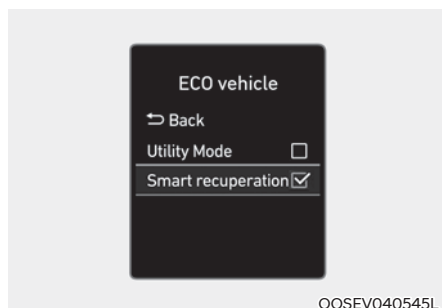 ECO vehicle
⮌ Back
Utility Mode ☐
Smart recuperation ☑
OOSEV040545L